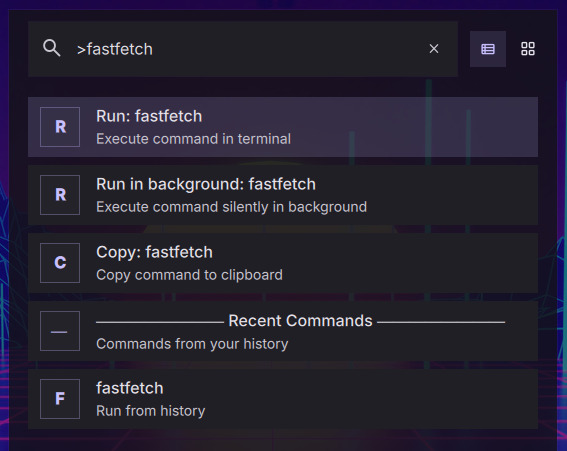 >fastfetch
R
Run: fastfetch
Execute command in terminal
R
Run in background: fastfetch
Execute command silently in background
C
Copy: fastfetch
Copy command to clipboard
— Recent Commands —
Commands from your history
F
fastfetch
Run from history